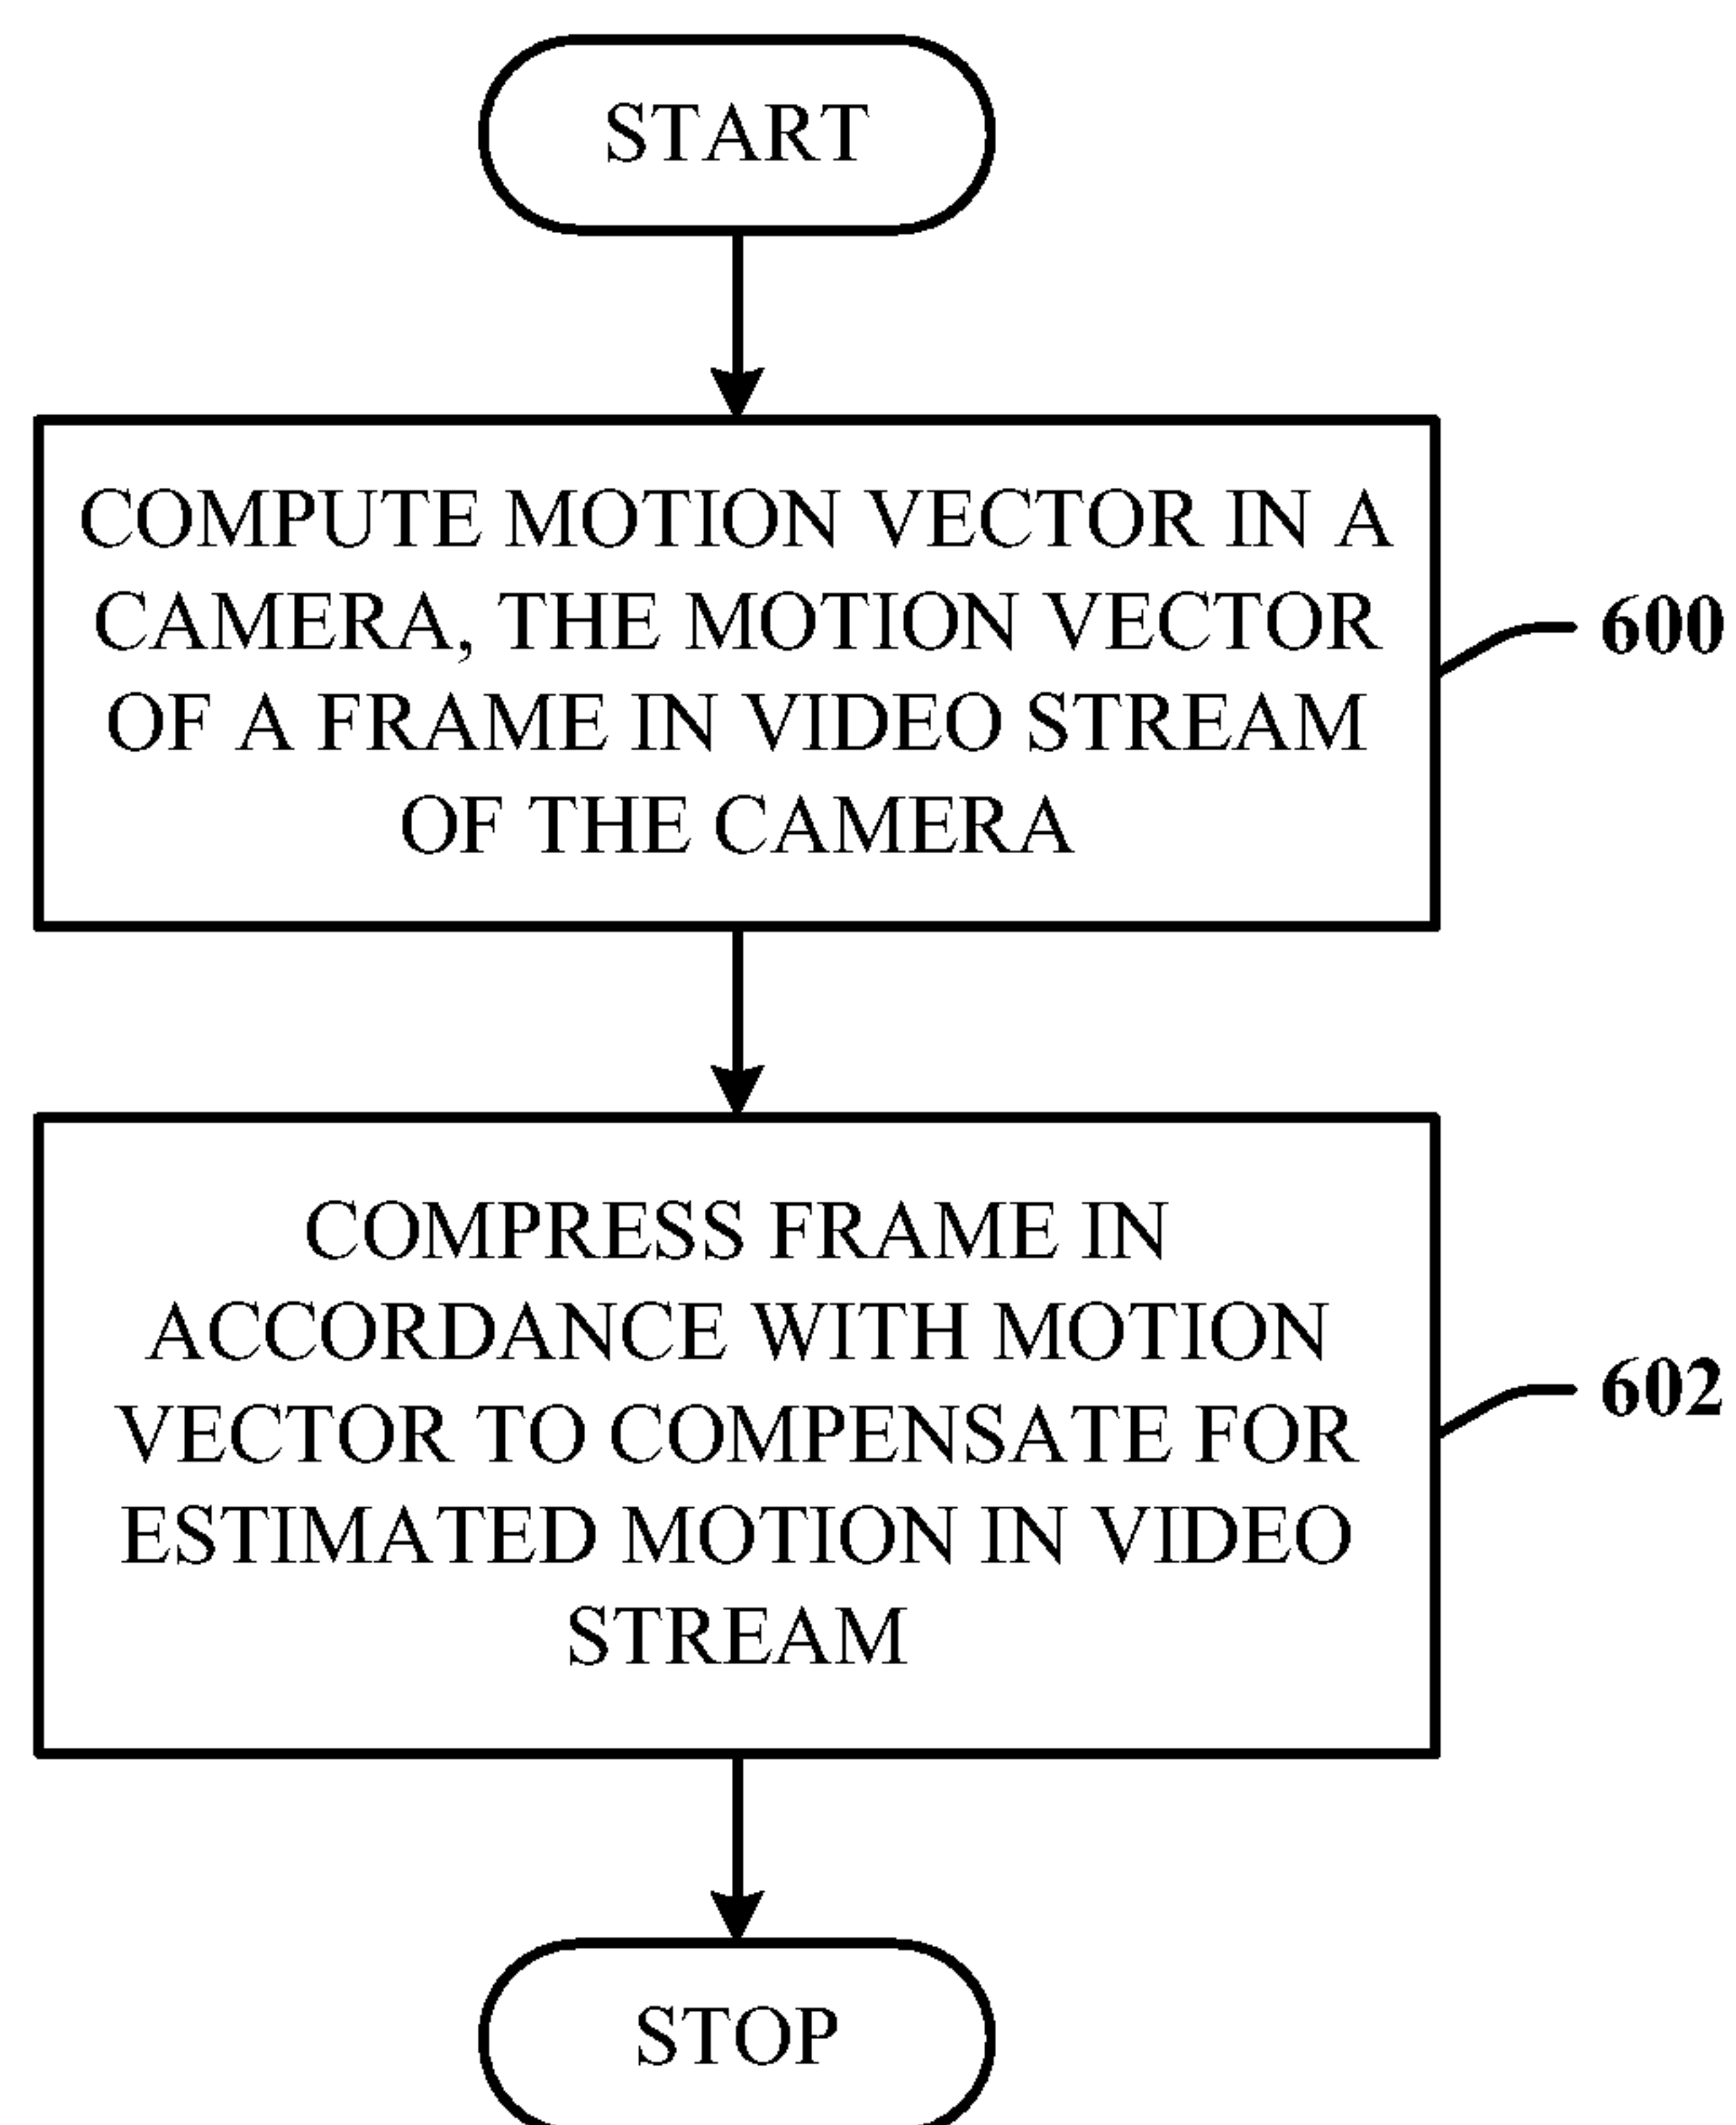 START
COMPUTE MOTION VECTOR IN A
CAMERA, THE MOTION VECTOR
OF A FRAME IN VIDEO STREAM
OF THE CAMERA
600
COMPRESS FRAME IN
ACCORDANCE WITH MOTION
VECTOR TO COMPENSATE FOR
ESTIMATED MOTION IN VIDEO
STREAM
602
STOP